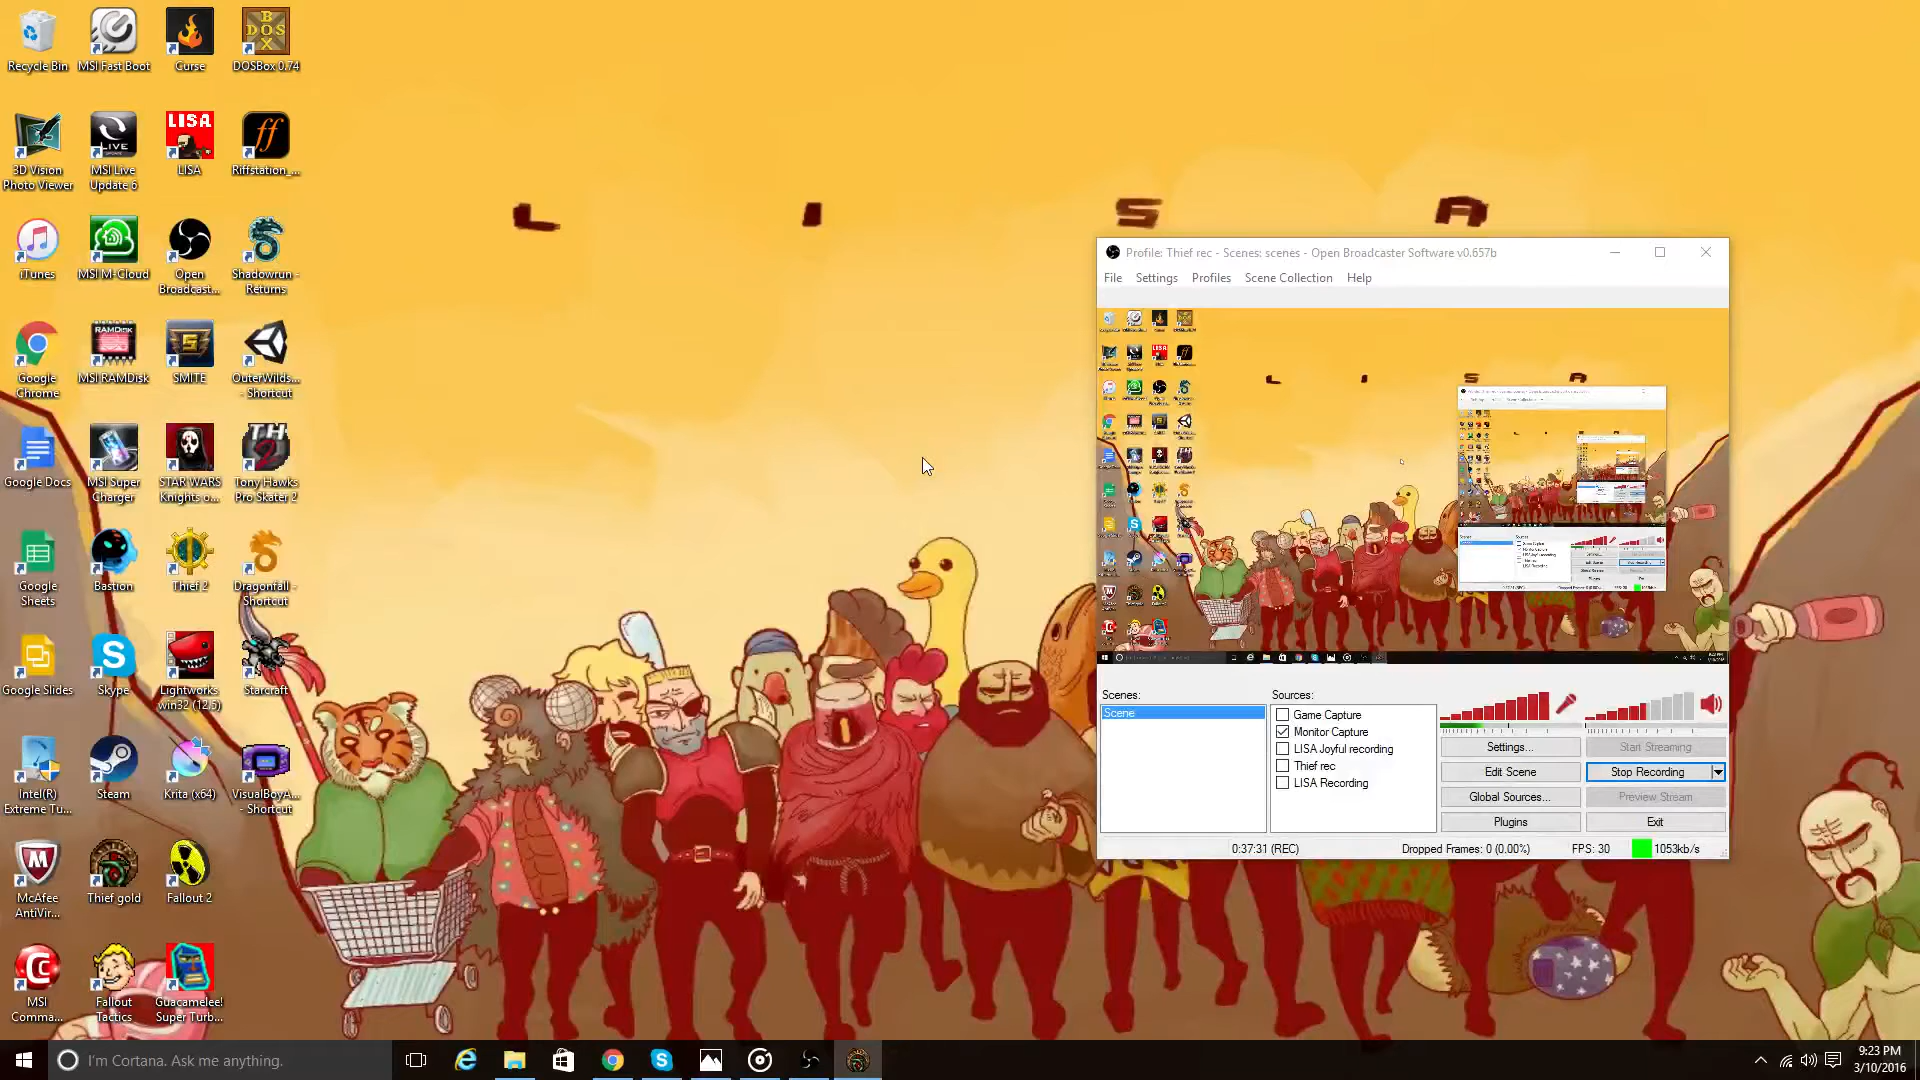 Recycle Bin
MSI Fast Boot
Curse
DOSBox 0.74
3D Vision
Photo Viewer
MSI Live
Update 6
LISA
Riffstation_...
iTunes
MSI M-Cloud
Open
Broadcast...
Shadowrun -
Returns
Google
Chrome
MSI RAMDisk
SMITE
OuterWilds...
- Shortcut
Google Docs
MSI Super
Charger
STAR WARS
Knights o...
Tony Hawks
Pro Skater 2
Google
Sheets
Bastion
Thief 2
Dragonfall -
Shortcut
Google Slides
Skype
Lightworks
win32 (12.5)
Starcraft
Intel(R)
Extreme Tu...
Steam
Krita (x64)
VisualBoyA...
- Shortcut
McAfee
AntiVir...
Thief gold
Fallout 2
MSI
Comma...
Fallout
Tactics
Guacamelee!
Super Turb...
L I S A
Profile: Thief rec - Scenes: scenes - Open Broadcaster Software v0.657b
File Settings Profiles Scene Collection Help
Scenes:
Scene
Sources:
Game Capture
Monitor Capture
LISA Joyful recording
Thief rec
LISA Recording
Settings...
Start Streaming
Edit Scene
Stop Recording
Global Sources...
Preview Stream
Plugins
Exit
0:37:31 (REC)
Dropped Frames: 0 (0.00%)
FPS: 30
1053kb/s
I'm Cortana. Ask me anything.
9:23 PM
3/10/2016